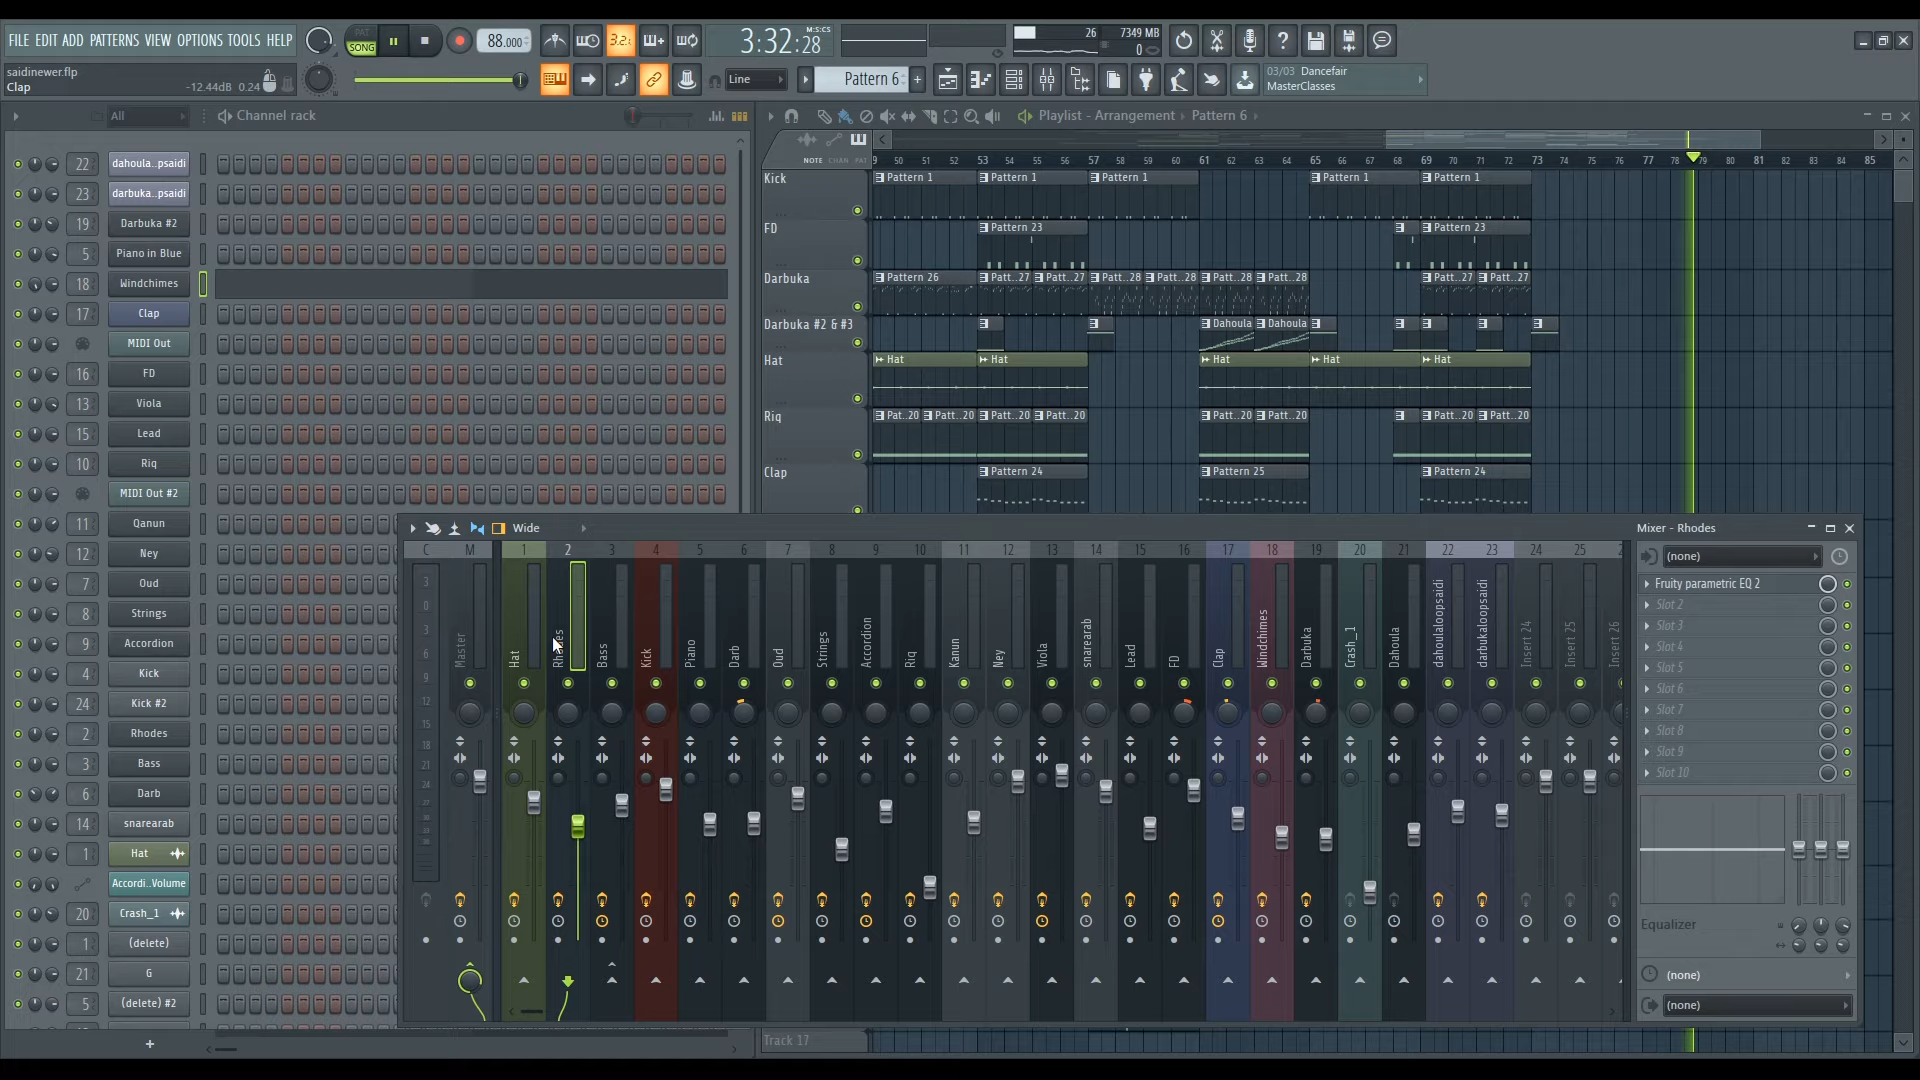 FILE EDIT ADD PATTERNS VIEW OPTIONS TOOLS HELP
PAT
SONG
88.000
3:32:28
M:S:CS
26
7349 MB
0
saidinewer.flp
Clap
-12.44dB 0.24
Line
Pattern 6
03/03 Dancefair
MasterClasses
All
Channel rack
22 dahoula..psaidi
23 darbuka..psaidi
19 Darbuka #2
5 Piano in Blue
18 Windchimes
17 Clap
MIDI Out
16 FD
13 Viola
15 Lead
10 Riq
MIDI Out #2
11 Qanun
12 Ney
7 Oud
8 Strings
9 Accordion
4 Kick
24 Kick #2
2 Rhodes
3 Bass
6 Darb
14 snarearab
1 Hat
Accordi..Volume
20 Crash_1
1 (delete)
21 G
5 (delete) #2
+
Playlist - Arrangement Pattern 6
NOTE CHAN PAT
9 50 51 52 53 54 55 56 57 58 59 60 61 62 63 64 65 66 67 68 69 70 71 72 73 74 75 76 77 78 79 80 81 82 83 84 85
Kick
Pattern 1 Pattern 1 Pattern 1 Pattern 1 Pattern 1
FD
Pattern 23 Pattern 23
Darbuka
Pattern 26 Patt..27 Patt..27 Patt..28 Patt..28 Patt..28 Patt..28 Patt..27 Patt..27
Darbuka #2 & #3
Dahoula Dahoula
Hat
Hat Hat Hat Hat Hat
Riq
Pat..20 Patt..20 Patt..20 Patt..20 Patt..20 Patt..20 Patt..20 Patt..20
Clap
Pattern 24 Pattern 25 Pattern 24
Track 17
Wide
Mixer - Rhodes
C M 1 2 3 4 5 6 7 8 9 10 11 12 13 14 15 16 17 18 19 20 21 22 23 24 25
3
0
3
6
9
12
15
18
21
24
Master
Hat
Bass
Kick
Piano
Darb
Oud
Strings
Accordion
Riq
Kanun
Ney
Viola
snarearab
Lead
FD
Clap
Windchimes
Darbuka
Crash_1
Dahoula
dahoulaloopsaidi
darbukaloopsaidi
Insert 24
Insert 25
Insert 26
(none)
Fruity parametric EQ 2
Slot 2
Slot 3
Slot 4
Slot 5
Slot 6
Slot 7
Slot 8
Slot 9
Slot 10
Equalizer
(none)
(none)